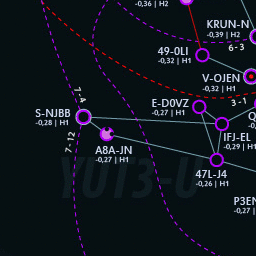 -0,36 | H2
KRUN-N
-0,39 | H2
6-3
49-0LI
-0,32 | H1
V-OJEN
-0,32 | H1
7-4
E-D0VZ
-0,27 | H1
3-1
S-NJBB
-0,28 | H1
Q
IFJ-EL
-0,29 | H1
7-12
A8A-JN
-0,27 | H1
YUT3-U
47L-J4
-0,26 | H1
P3EN
-0,27